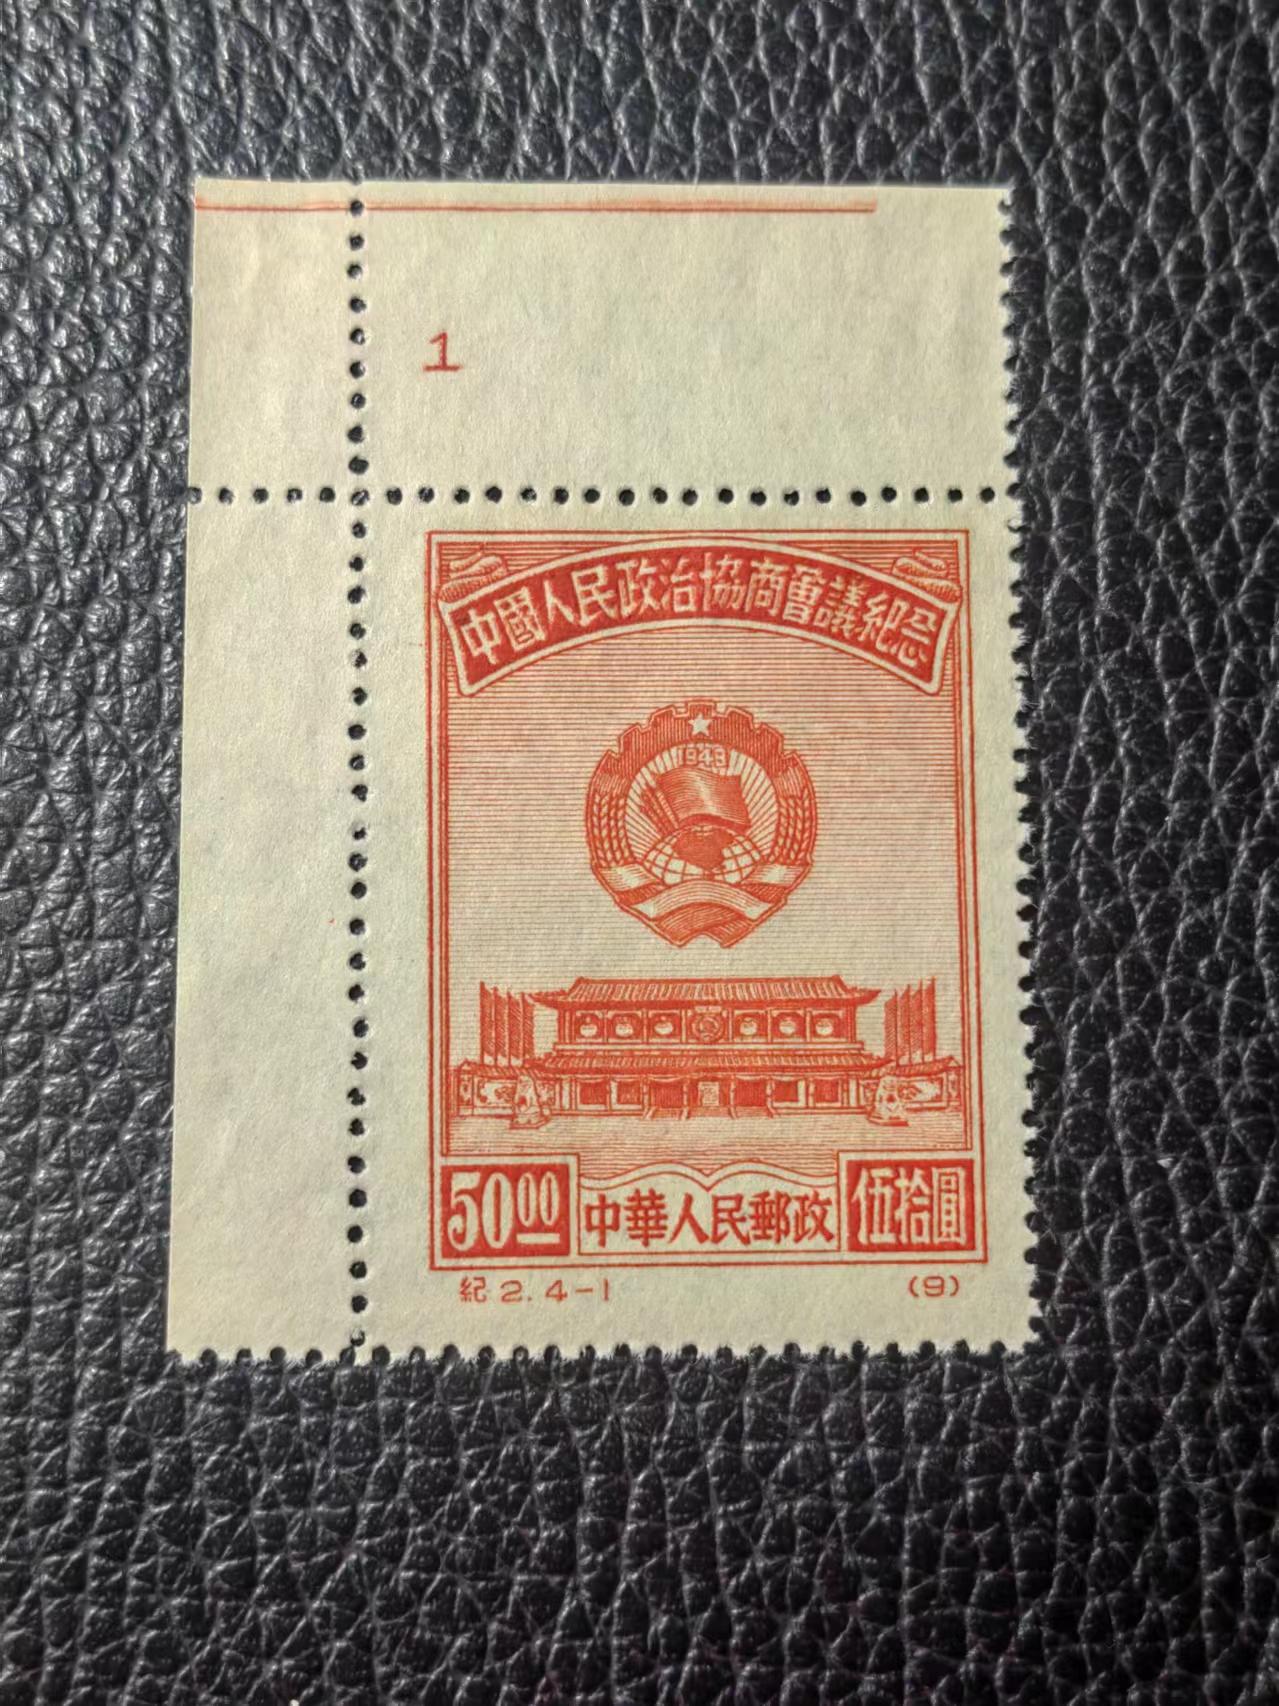 1
中國人民政治協商會議紀念
1949
50.00
中華人民郵政
伍拾圓
紀2.4-1
(9)